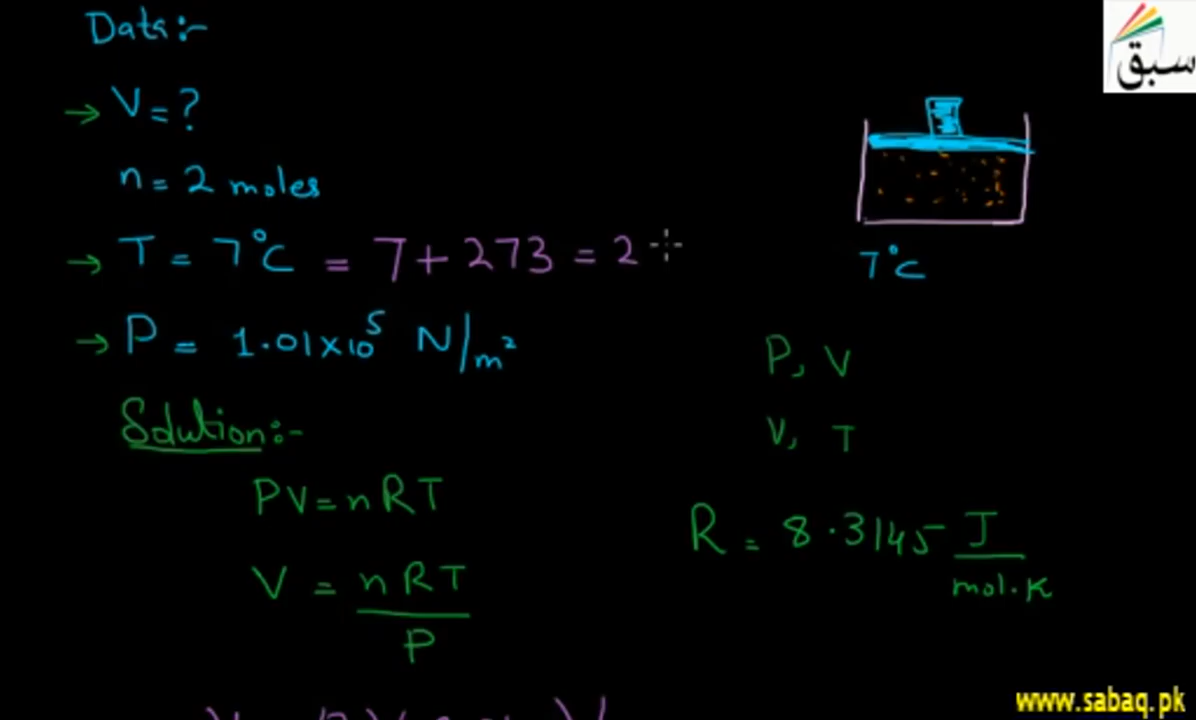 Data:-
سبق
→ V = ?
n = 2 moles
→ T = 7°C = 7 + 273 = 2
7°C
→ P = 1.01×10⁵ N/m²
P, V
Solution:-
V, T
PV = nRT
R = 8.3145 J/mol.K
V = nRT/P
www.sabaq.pk